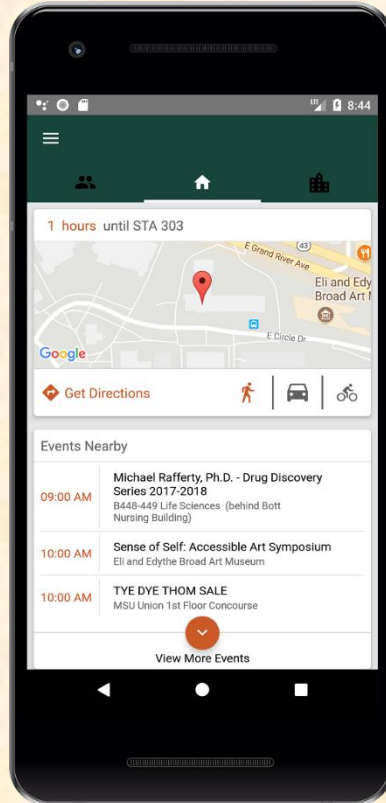 LTE 8:44
1 hours until STA 303
E Grand River Ave
43
Eli and Edy
Broad Art M
E Circle Dr
Google
Get Directions
Events Nearby
09:00 AM
Michael Rafferty, Ph.D. - Drug Discovery
Series 2017-2018
B448-449 Life Sciences (behind Bott
Nursing Building)
10:00 AM
Sense of Self: Accessible Art Symposium
Eli and Edythe Broad Art Museum
10:00 AM
TYE DYE THOM SALE
MSU Union 1st Floor Concourse
View More Events